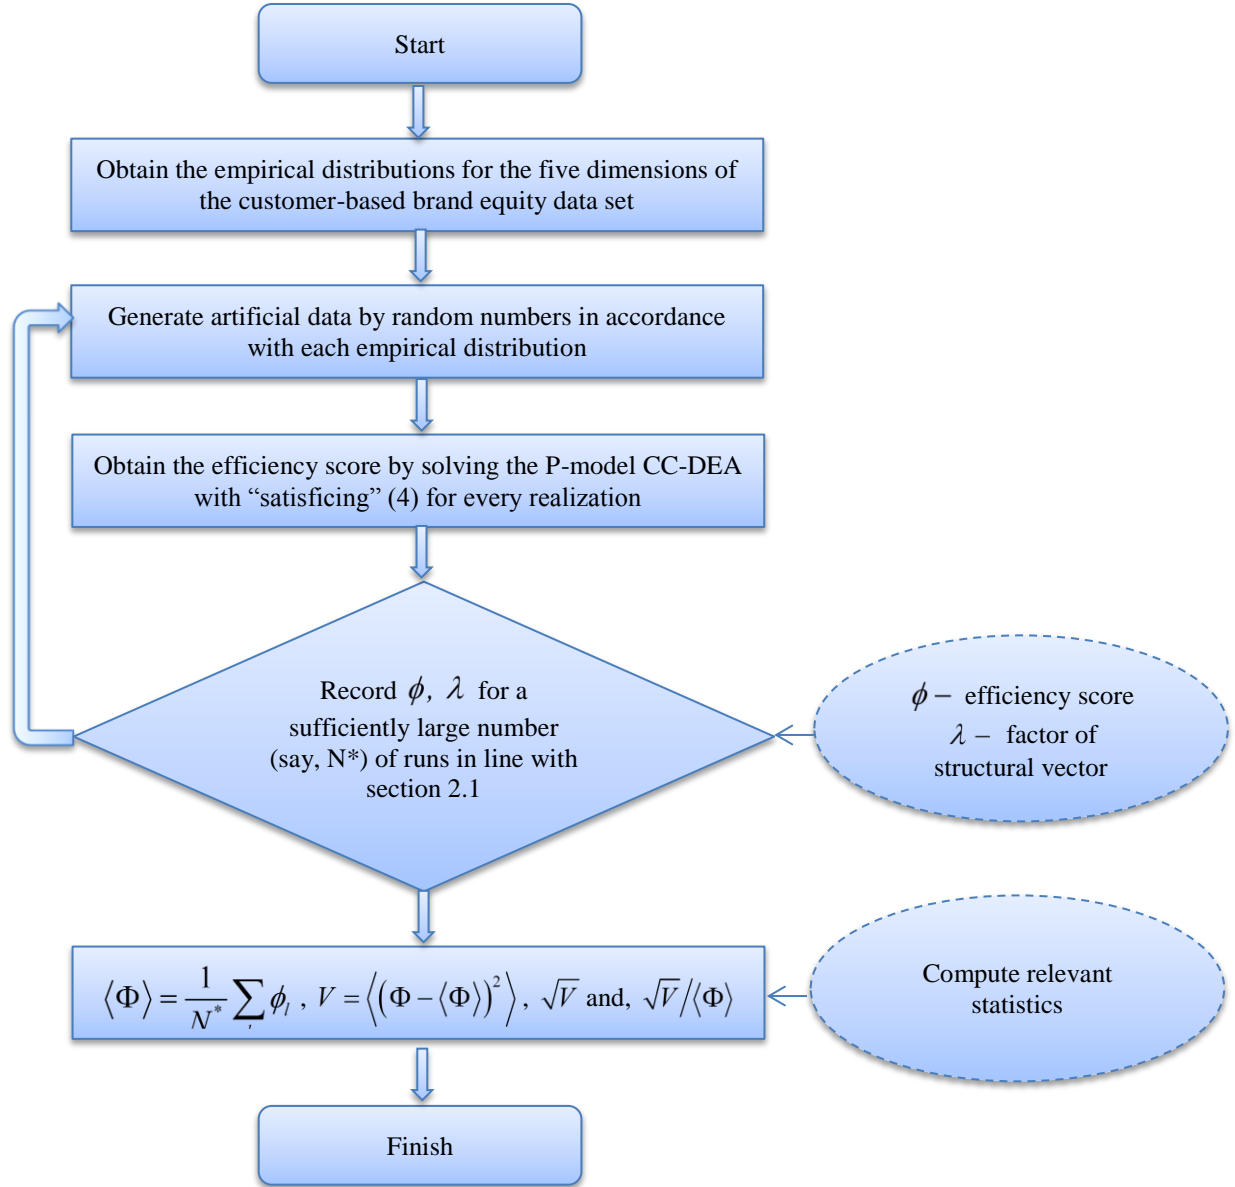 Start
Obtain the empirical distributions for the five dimensions of
the customer-based brand equity data set
Generate artificial data by random numbers in accordance
with each empirical distribution
Obtain the efficiency score by solving the P-model CC-DEA
with “satisficing” (4) for every realization
Record ϕ, λ for a
sufficiently large number
(say, N*) of runs in line with
section 2.1
ϕ – efficiency score
λ – factor of
structural vector
⟨Φ⟩ = 1/N* ∑ ϕ_l , V = ⟨(Φ – ⟨Φ⟩)²⟩, √V and, √V/⟨Φ⟩
Compute relevant
statistics
Finish